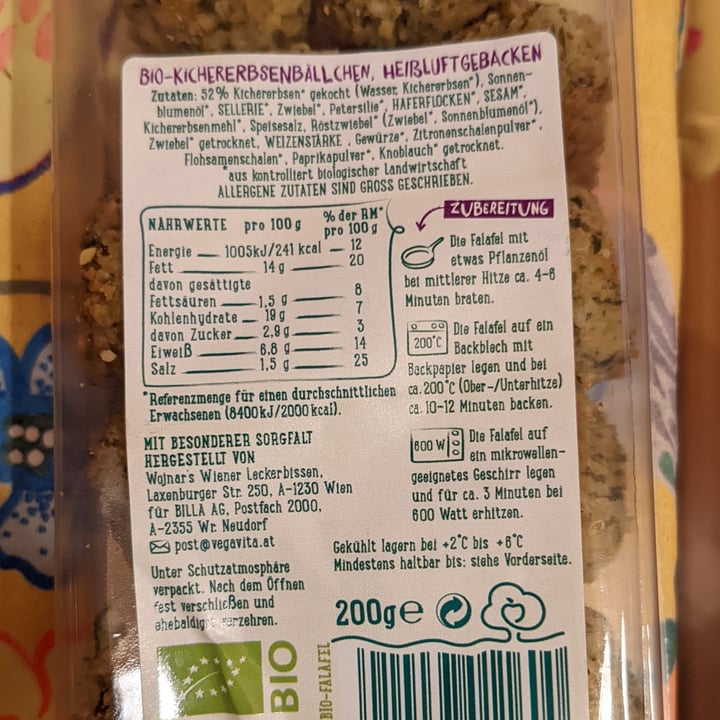 BIO-KICHERERBSENBÄLLCHEN, HEIẞLUFTGEBACKEN
Zutaten: 52% Kichererbsen* gekocht (Wasser, Kichererbsen*), Sonnen-
blumenöl*, SELLERIE*, Zwiebel*, Petersilie*, HAFERFLOCKEN*, SESAM*,
Kichererbsenmehl*, Speisesalz, Röstzwiebel* (Zwiebel*, Sonnenblumenöl*),
Zwiebel* getrocknet, WEIZENSTÄRKE, Gewürze*, Zitronenschalenpulver*,
Flohsamenschalen*, Paprikapulver*, Knoblauch* getrocknet.
*aus kontrolliert biologischer Landwirtschaft
ALLERGENE ZUTATEN SIND GROSS GESCHRIEBEN.
NÄHRWERTE pro 100 g % der RM* pro 100 g
Energie 1005kJ/241 kcal 12
Fett 14 g 20
davon gesättigte
Fettsäuren 1,5 g 8
Kohlenhydrate 19 g 7
davon Zucker 2,9 g 3
Eiweiß 6,8 g 14
Salz 1,5 g 25
*Referenzmenge für einen durchschnittlichen
Erwachsenen (8400kJ/2000 kcal).
MIT BESONDERER SORGFALT
HERGESTELLT VON
Wojnar's Wiener Leckerbissen,
Laxenburger Str. 250, A-1230 Wien
für BILLA AG, Postfach 2000,
A-2355 Wr. Neudorf
post@vegavita.at
Unter Schutzatmosphäre
verpackt. Nach dem Öffnen
fest verschließen und
ehebaldig verzehren.
ZUBEREITUNG
Die Falafel mit
etwas Pflanzenöl
bei mittlerer Hitze ca. 4-6
Minuten braten.
200°C
Die Falafel auf ein
Backblech mit
Backpapier legen und bei
ca. 200°C (Ober-/Unterhitze)
ca. 10-12 Minuten backen.
600 W
Die Falafel auf
ein mikrowellen-
geeignetes Geschirr legen
und für ca. 3 Minuten bei
600 Watt erhitzen.
Gekühlt lagern bei +2°C bis +6°C
Mindestens haltbar bis: siehe Vorderseite.
200g e
BIO
BIO-FALAFEL